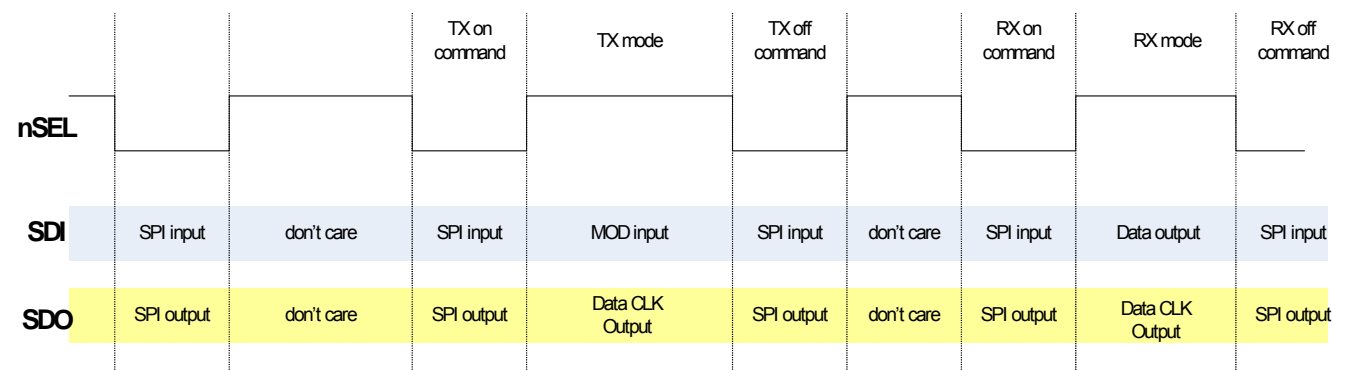 TX on
command
TX mode
TX off
command
RX on
command
RX mode
RX off
command
nSEL
SDI
SPI input
don't care
SPI input
MOD input
SPI input
don't care
SPI input
Data output
SPI input
SDO
SPI output
don't care
SPI output
Data CLK
Output
SPI output
don't care
SPI output
Data CLK
Output
SPI output